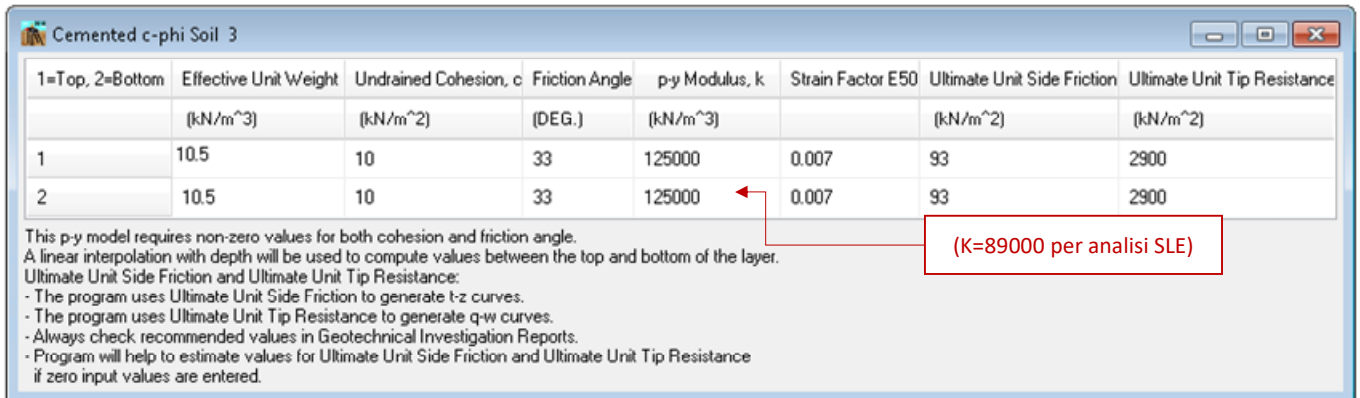 Cemented c-phi Soil 3
1=Top, 2=Bottom Effective Unit Weight Undrained Cohesion, c Friction Angle p-y Modulus, k Strain Factor E50 Ultimate Unit Side Friction Ultimate Unit Tip Resistance
(kN/m^3) (kN/m^2) (DEG.) (kN/m^3) (kN/m^2) (kN/m^2)
1 10.5 10 33 125000 0.007 93 2900
2 10.5 10 33 125000 0.007 93 2900
(K=89000 per analisi SLE)
This p-y model requires non-zero values for both cohesion and friction angle.
A linear interpolation with depth will be used to compute values between the top and bottom of the layer.
Ultimate Unit Side Friction and Ultimate Unit Tip Resistance:
- The program uses Ultimate Unit Side Friction to generate t-z curves.
- The program uses Ultimate Unit Tip Resistance to generate q-w curves.
- Always check recommended values in Geotechnical Investigation Reports.
- Program will help to estimate values for Ultimate Unit Side Friction and Ultimate Unit Tip Resistance
if zero input values are entered.